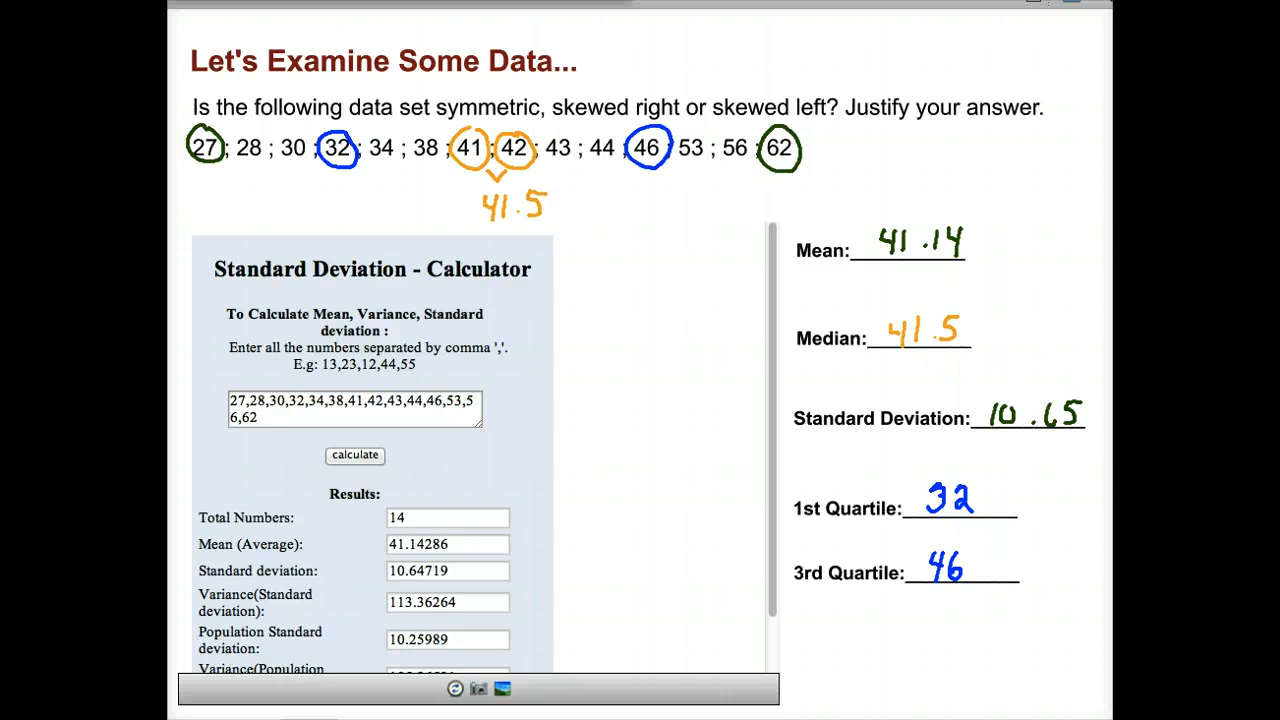 Let's Examine Some Data...
Is the following data set symmetric, skewed right or skewed left? Justify your answer.
27 ; 28 ; 30 ; 32 ; 34 ; 38 ; 41 ; 42 ; 43 ; 44 ; 46 ; 53 ; 56 ; 62
41.5
Standard Deviation - Calculator
To Calculate Mean, Variance, Standard
deviation :
Enter all the numbers separated by comma ','.
E.g: 13,23,12,44,55
27,28,30,32,34,38,41,42,43,44,46,53,5
6,62
calculate
Results:
Total Numbers: 14
Mean (Average): 41.14286
Standard deviation: 10.64719
Variance(Standard
deviation): 113.36264
Population Standard
deviation: 10.25989
Variance(Population
Mean: 41.14
Median: 41.5
Standard Deviation: 10.65
1st Quartile: 32
3rd Quartile: 46